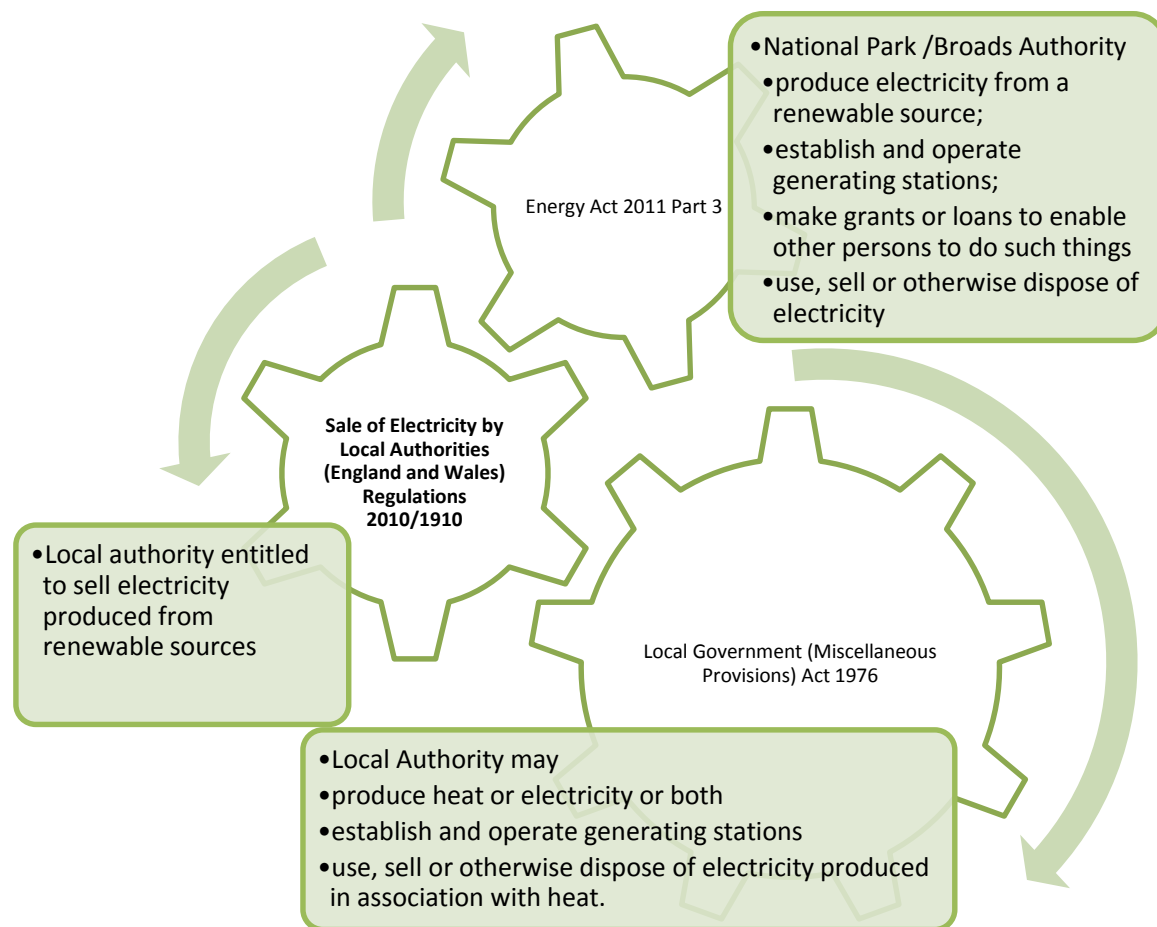 •National Park /Broads Authority
•produce electricity from a
renewable source;
•establish and operate
generating stations;
•make grants or loans to enable
other persons to do such things
•use, sell or otherwise dispose of
electricity
Energy Act 2011 Part 3
Sale of Electricity by
Local Authorities
(England and Wales)
Regulations
2010/1910
•Local authority entitled
to sell electricity
produced from
renewable sources
Local Government (Miscellaneous
Provisions) Act 1976
•Local Authority may
•produce heat or electricity or both
•establish and operate generating stations
•use, sell or otherwise dispose of electricity produced
in association with heat.